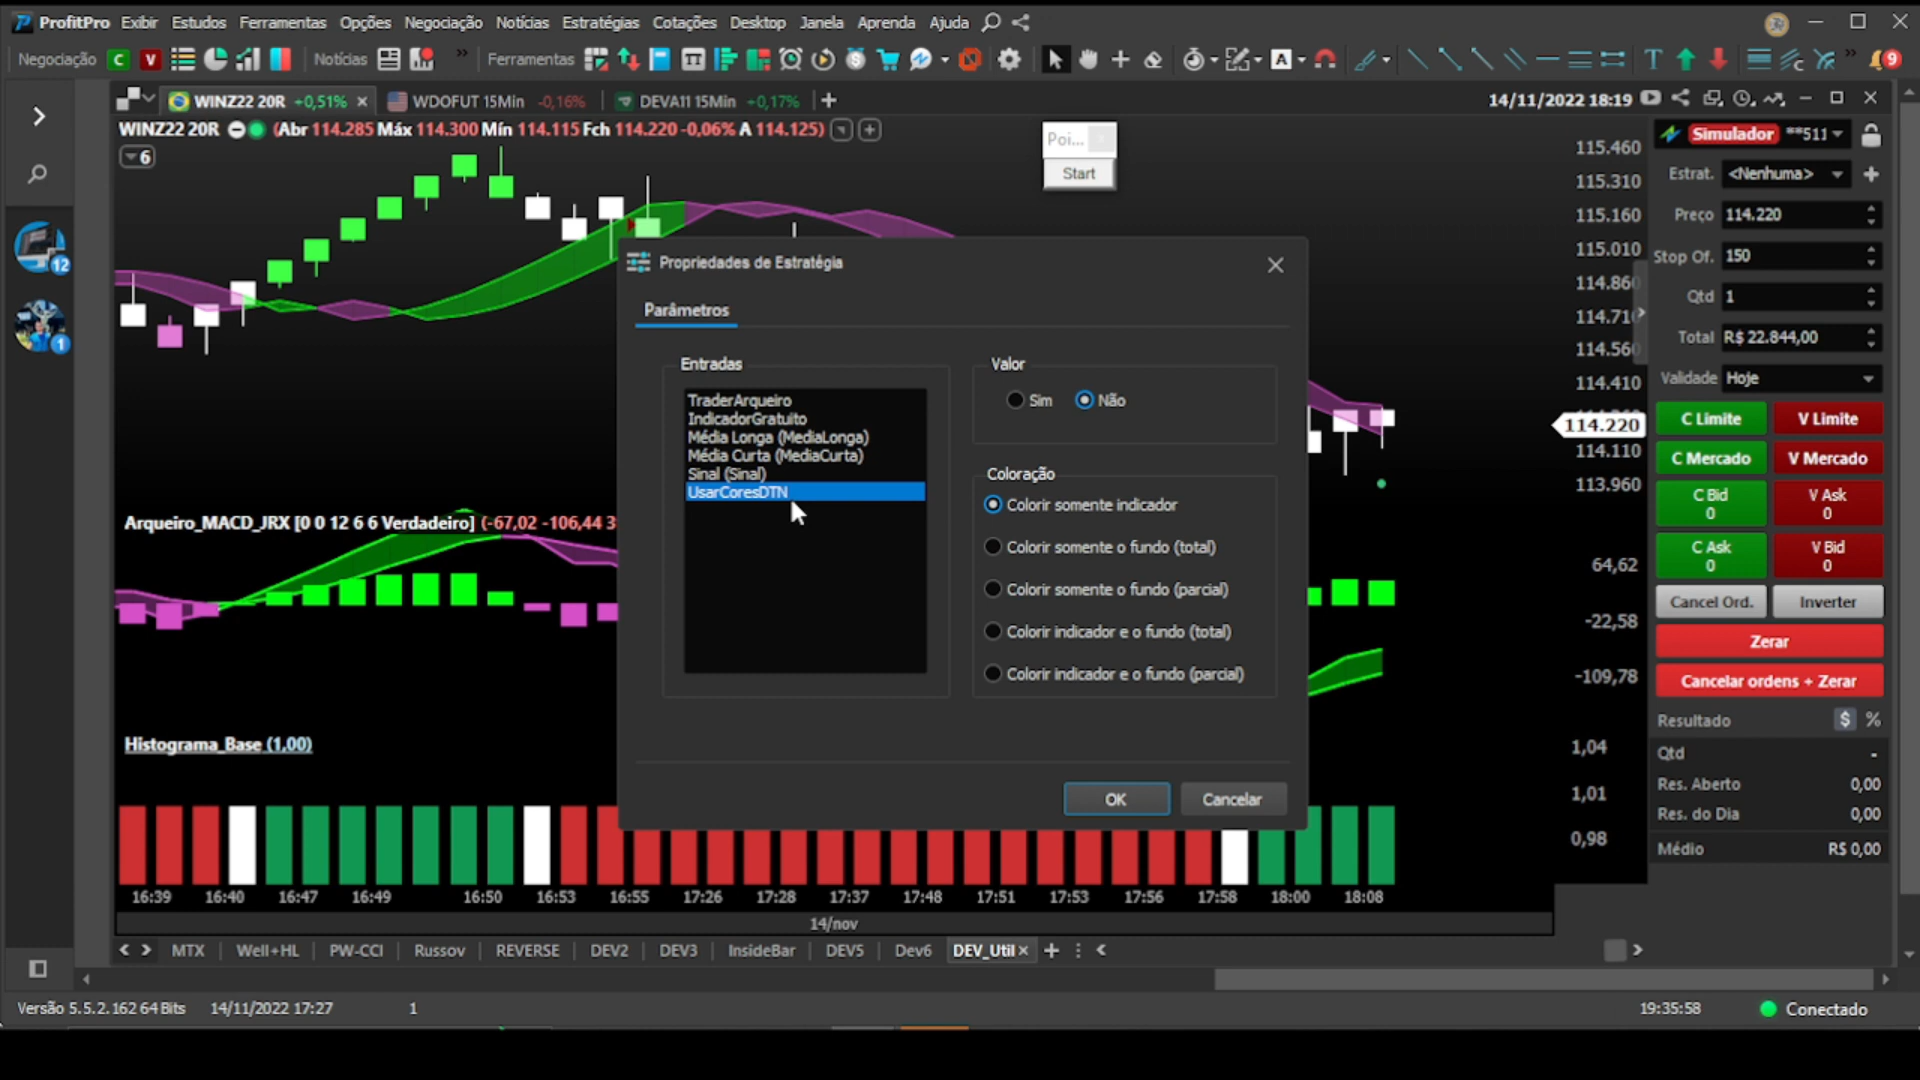 ProfitPro Exibir Estudos Ferramentas Opções Negociação Notícias Estratégias Cotações Desktop Janela Aprenda Ajuda
Negociação C V Notícias » Ferramentas A T » 9
WINZ22 20R +0,51% × WDOFUT 15Min -0,16% DEVA11 15Min +0,17% + 14/11/2022 18:19
WINZ22 20R (Abr 114.285 Máx 114.300 Mín 114.115 Fch 114.220 -0,06% A 114.125)
6
Poi...
Start
115.460
115.310
115.160
115.010
114.860
114.710
114.560
114.410
114.220
114.110
113.960
12
1
Propriedades de Estratégia
Parâmetros
Entradas
TraderArqueiro
IndicadorGratuito
Média Longa (MediaLonga)
Média Curta (MediaCurta)
Sinal (Sinal)
UsarCoresDTN
Valor
Sim Não
Coloração
Colorir somente indicador
Colorir somente o fundo (total)
Colorir somente o fundo (parcial)
Colorir indicador e o fundo (total)
Colorir indicador e o fundo (parcial)
OK Cancelar
Arqueiro_MACD_JRX [0 0 12 6 6 Verdadeiro] (-67,02 -106,44 3
64,62
-22,58
-109,78
Histograma_Base (1,00)
1,04
1,01
0,98
16:39 16:40 16:47 16:49 16:50 16:53 16:55 17:26 17:28 17:37 17:48 17:51 17:53 17:56 17:58 18:00 18:08
14/nov
Simulador **511
Estrat. <Nenhuma>
Preço 114.220
Stop Of. 150
Qtd 1
Total R$ 22.844,00
Validade Hoje
C Limite V Limite
C Mercado V Mercado
C Bid V Ask
0 0
C Ask V Bid
0 0
Cancel Ord. Inverter
Zerar
Cancelar ordens + Zerar
Resultado $ %
Qtd -
Res. Aberto 0,00
Res. do Dia 0,00
Médio R$ 0,00
MTX Well+HL PW-CCI Russov REVERSE DEV2 DEV3 InsideBar DEV5 Dev6 DEV_Util × +
Versão 5.5.2.162 64 Bits 14/11/2022 17:27 1 19:35:58 Conectado